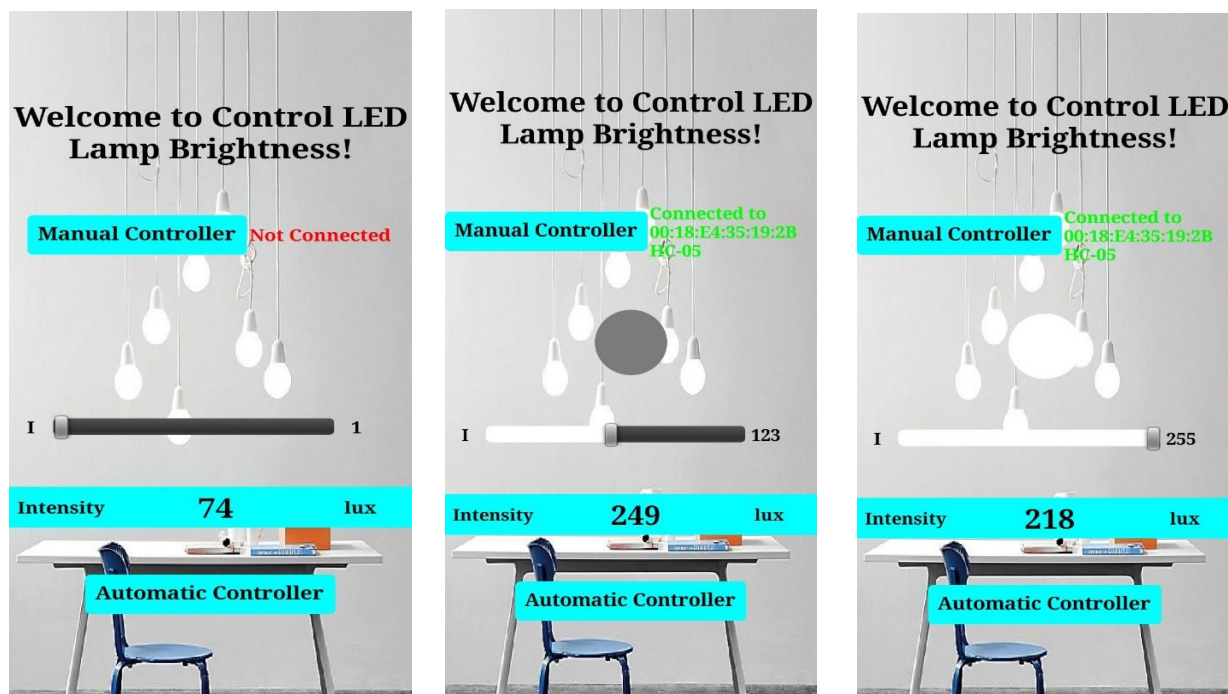 Welcome to Control LED
Lamp Brightness!
Manual Controller
Not Connected
I
1
Intensity 74 lux
Automatic Controller
Welcome to Control LED
Lamp Brightness!
Manual Controller
Connected to
00:18:E4:35:19:2B
HC-05
I
123
Intensity 249 lux
Automatic Controller
Welcome to Control LED
Lamp Brightness!
Manual Controller
Connected to
00:18:E4:35:19:2B
HC-05
I
255
Intensity 218 lux
Automatic Controller